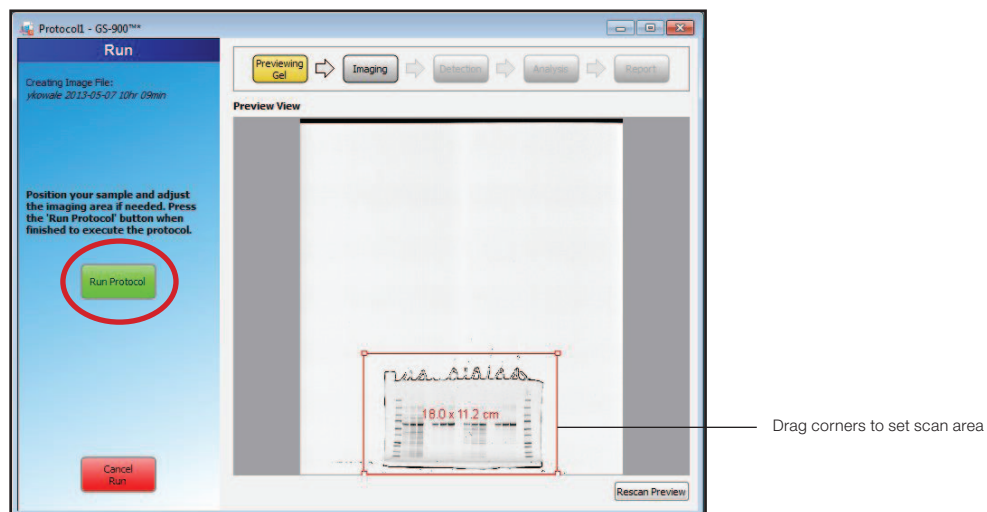 Protocol1 - GS-900™*
Run
Creating Image File:
ykowale 2013-05-07 10hr 09min
Position your sample and adjust
the imaging area if needed. Press
the 'Run Protocol' button when
finished to execute the protocol.
Run Protocol
Cancel
Run
Previewing
Gel
Imaging
Detection
Analysis
Report
Preview View
18.0 x 11.2 cm
Rescan Preview
Drag corners to set scan area